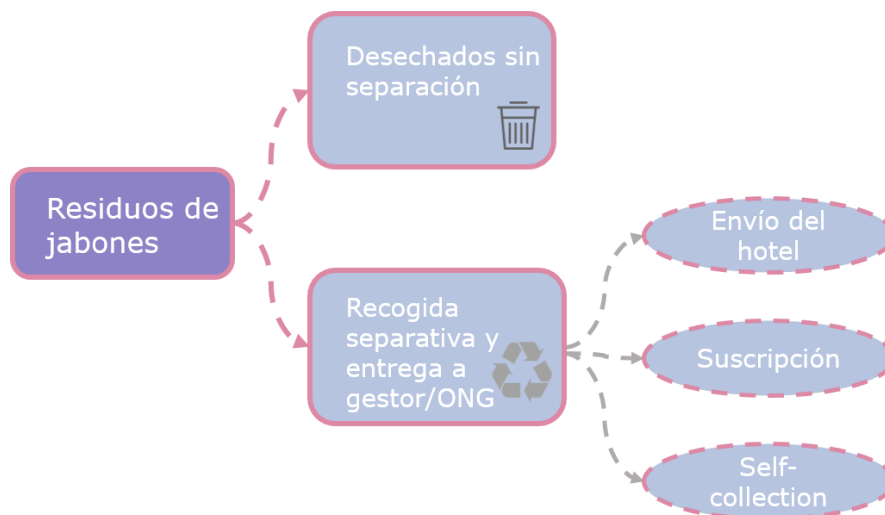 Desechados sin
separación
Residuos de
jabones
Recogida
separativa y
entrega a
gestor/ONG
Envío del
hotel
Suscripción
Self-
collection